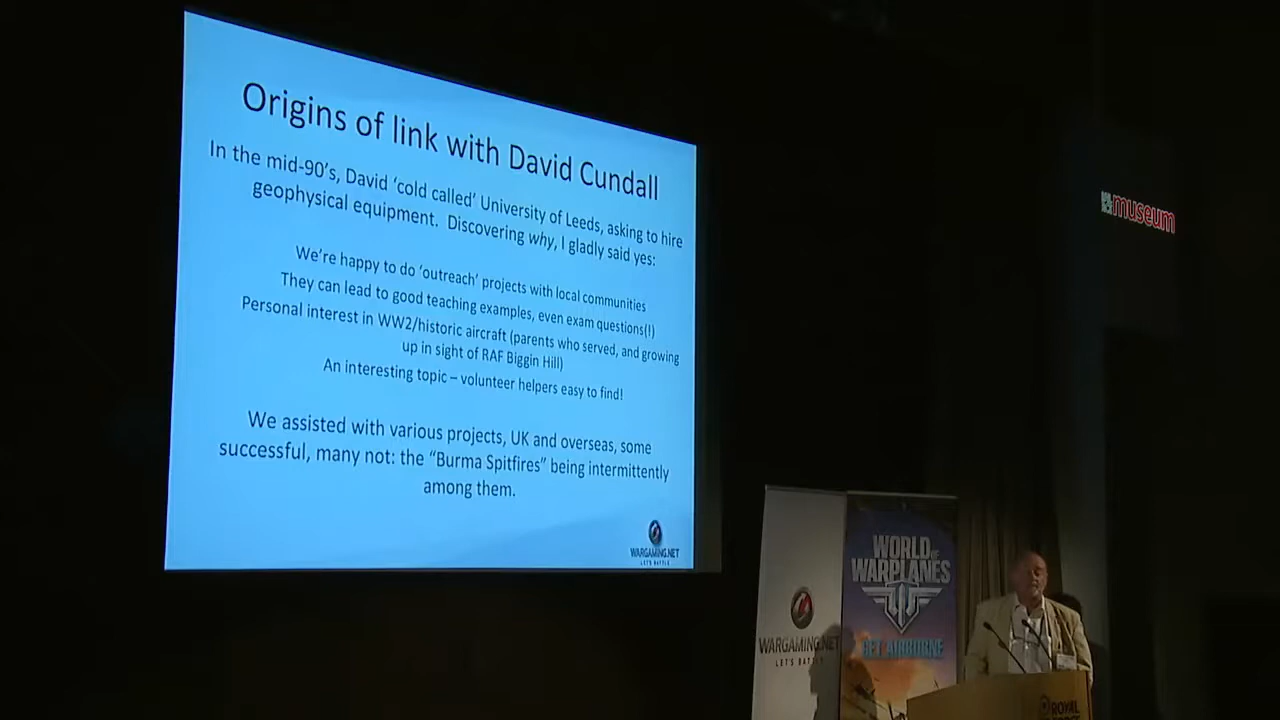 Origins of link with David Cundall
In the mid-90's, David 'cold called' University of Leeds, asking to hire
geophysical equipment. Discovering why, I gladly said yes:
We're happy to do 'outreach' projects with local communities
They can lead to good teaching examples, even exam questions(!)
Personal interest in WW2/historic aircraft (parents who served, and growing
up in sight of RAF Biggin Hill)
An interesting topic – volunteer helpers easy to find!
We assisted with various projects, UK and overseas, some
successful, many not: the "Burma Spitfires" being intermittently
among them.
WARGAMING.NET
LET'S BATTLE
museum
WORLD OF
WARPLANES
GET AIRBORNE
WARGAMING.NET
LET'S BATTLE
ROYAL